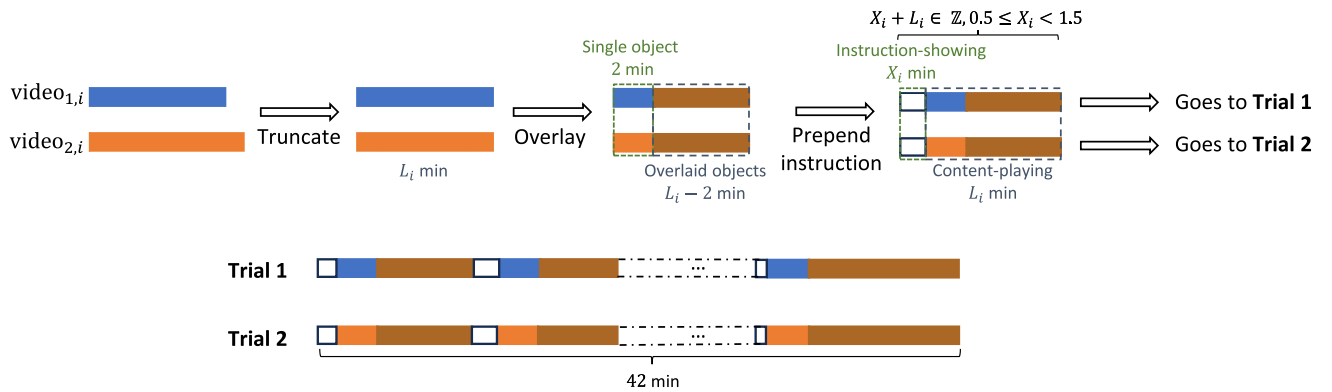 X_i + L_i ∈ ℤ, 0.5 ≤ X_i < 1.5
Single object
2 min
Instruction-showing
X_i min
video_{1,i}
video_{2,i}
Truncate
Overlay
Prepend
instruction
Goes to Trial 1
Goes to Trial 2
L_i min
Overlaid objects
L_i − 2 min
Content-playing
L_i min
Trial 1
...
Trial 2
...
42 min